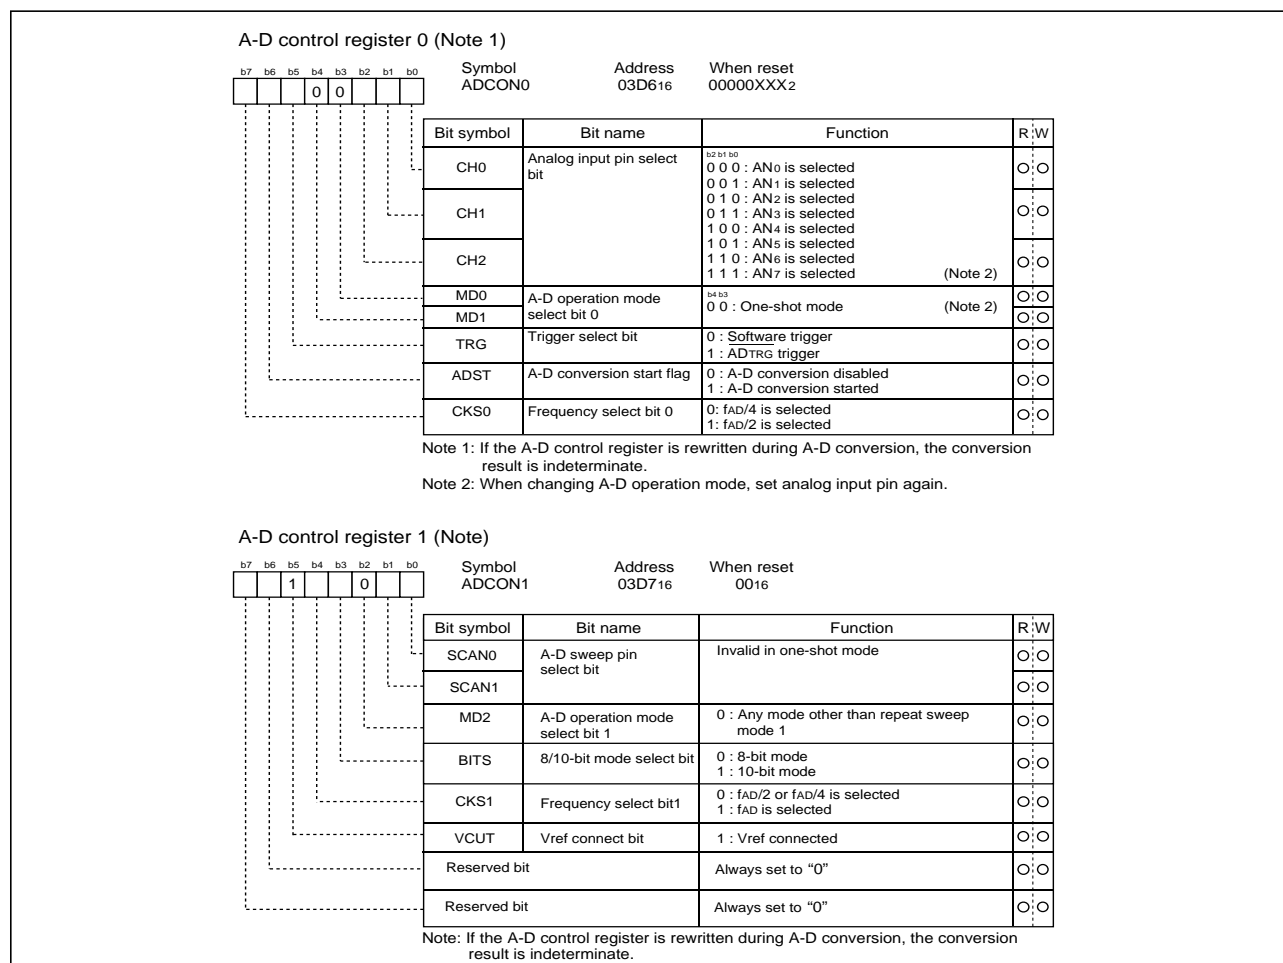 A-D control register 0 (Note 1)
b7 b6 b5 b4 b3 b2 b1 b0
0 0
Symbol Address When reset
ADCON0 03D616 00000XXX2
Bit symbol Bit name Function R W
CH0 Analog input pin select bit
b2 b1 b0
0 0 0 : AN0 is selected
0 0 1 : AN1 is selected
0 1 0 : AN2 is selected
0 1 1 : AN3 is selected
1 0 0 : AN4 is selected
1 0 1 : AN5 is selected
1 1 0 : AN6 is selected
1 1 1 : AN7 is selected (Note 2)
CH1
CH2
MD0 A-D operation mode
MD1 select bit 0
b4 b3
0 0 : One-shot mode (Note 2)
TRG Trigger select bit 0 : Software trigger
1 : ADTRG trigger
ADST A-D conversion start flag 0 : A-D conversion disabled
1 : A-D conversion started
CKS0 Frequency select bit 0 0: fAD/4 is selected
1: fAD/2 is selected
Note 1: If the A-D control register is rewritten during A-D conversion, the conversion
result is indeterminate.
Note 2: When changing A-D operation mode, set analog input pin again.
A-D control register 1 (Note)
b7 b6 b5 b4 b3 b2 b1 b0
1 0
Symbol Address When reset
ADCON1 03D716 0016
Bit symbol Bit name Function R W
SCAN0 A-D sweep pin Invalid in one-shot mode
select bit
SCAN1
MD2 A-D operation mode 0 : Any mode other than repeat sweep
select bit 1 mode 1
BITS 8/10-bit mode select bit 0 : 8-bit mode
1 : 10-bit mode
CKS1 Frequency select bit1 0 : fAD/2 or fAD/4 is selected
1 : fAD is selected
VCUT Vref connect bit 1 : Vref connected
Reserved bit Always set to “0”
Reserved bit Always set to “0”
Note: If the A-D control register is rewritten during A-D conversion, the conversion
result is indeterminate.